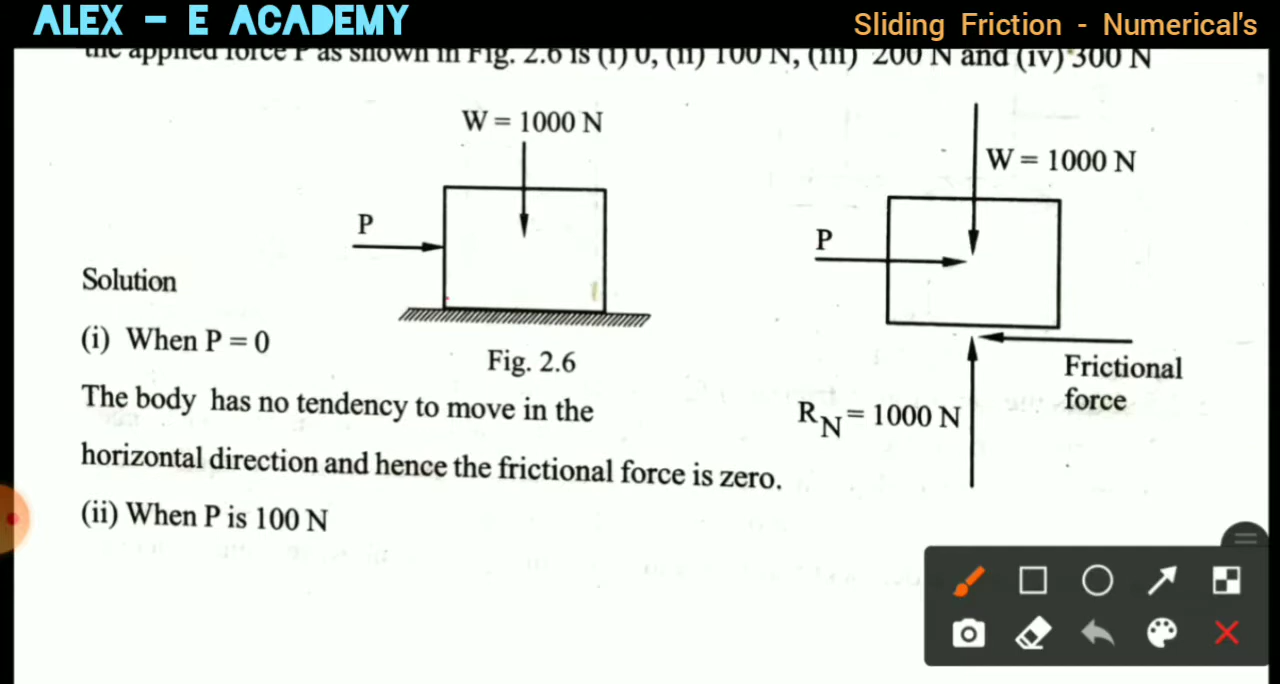 ALEX - E ACADEMY
Sliding Friction - Numerical's
the applied force P as shown in Fig. 2.6 is (i) 0, (ii) 100 N, (iii) 200 N and (iv) 300 N
W = 1000 N
W = 1000 N
P
P
Solution
(i) When P = 0
Fig. 2.6
Frictional
force
The body has no tendency to move in the
R_N = 1000 N
horizontal direction and hence the frictional force is zero.
(ii) When P is 100 N